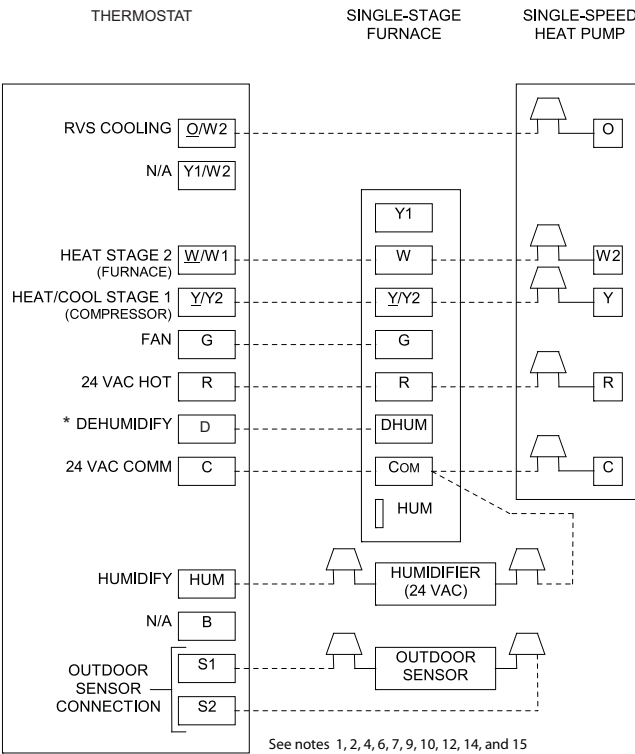 THERMOSTAT
SINGLE-STAGE
FURNACE
SINGLE-SPEED
HEAT PUMP
RVS COOLING O/W2
O
N/A Y1/W2
Y1
HEAT STAGE 2
(FURNACE)
W/W1
W
W2
HEAT/COOL STAGE 1
(COMPRESSOR)
Y/Y2
Y/Y2
Y
FAN G
G
24 VAC HOT R
R
R
* DEHUMIDIFY D
DHUM
24 VAC COMM C
COM
C
HUM
HUMIDIFY HUM
HUMIDIFIER
(24 VAC)
N/A B
OUTDOOR
SENSOR
CONNECTION
S1
S2
OUTDOOR
SENSOR
See notes 1, 2, 4, 6, 7, 9, 10, 12, 14, and 15